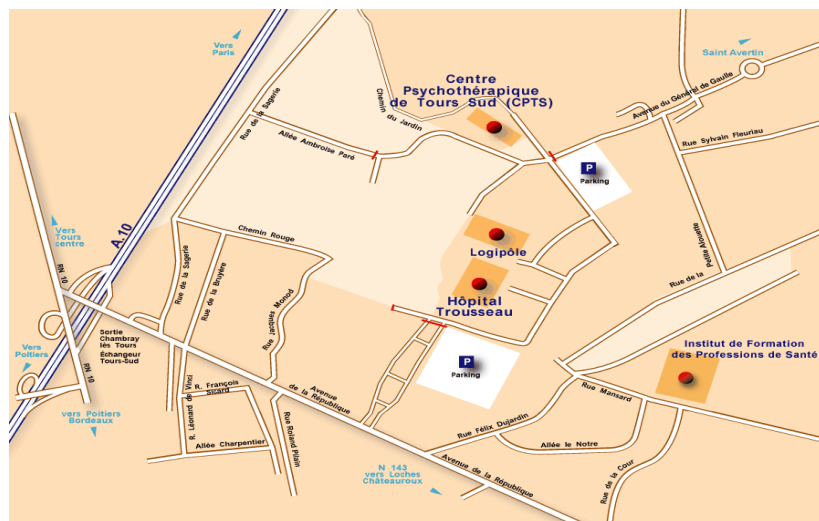 Vers
Paris
Saint Avertin
Centre
Psychothérapique
de Tours Sud (CPTS)
Chemin
du Jardin
Avenue du Général de Gaulle
Rue de la Sagerie
Allée Ambroise Paré
Rue Sylvain Fleuriau
P
Parking
A.10
Vers
Tours
centre
Chemin Rouge
Logipôle
Petite Alouette
Rue de la
RN 10
Rue de la Sagerie
Rue de la Bruyère
Hôpital
Trousseau
Rue Jacques Monod
Sortie
Chambray
lès Tours
Échangeur
Tours-Sud
Vers
Poitiers
RN 10
P
Parking
Institut de Formation
des Professions de Santé
R. François
Sicard
Avenue
de la République
Rue Mansard
R. Léonard de Vinci
vers Poitiers
Bordeaux
Rue Roland Pilain
Rue Félix Dujardin
Allée le Notre
Allée Charpentier
Avenue de la République
Rue de la Cour
N 143
vers Loches
Châteauroux